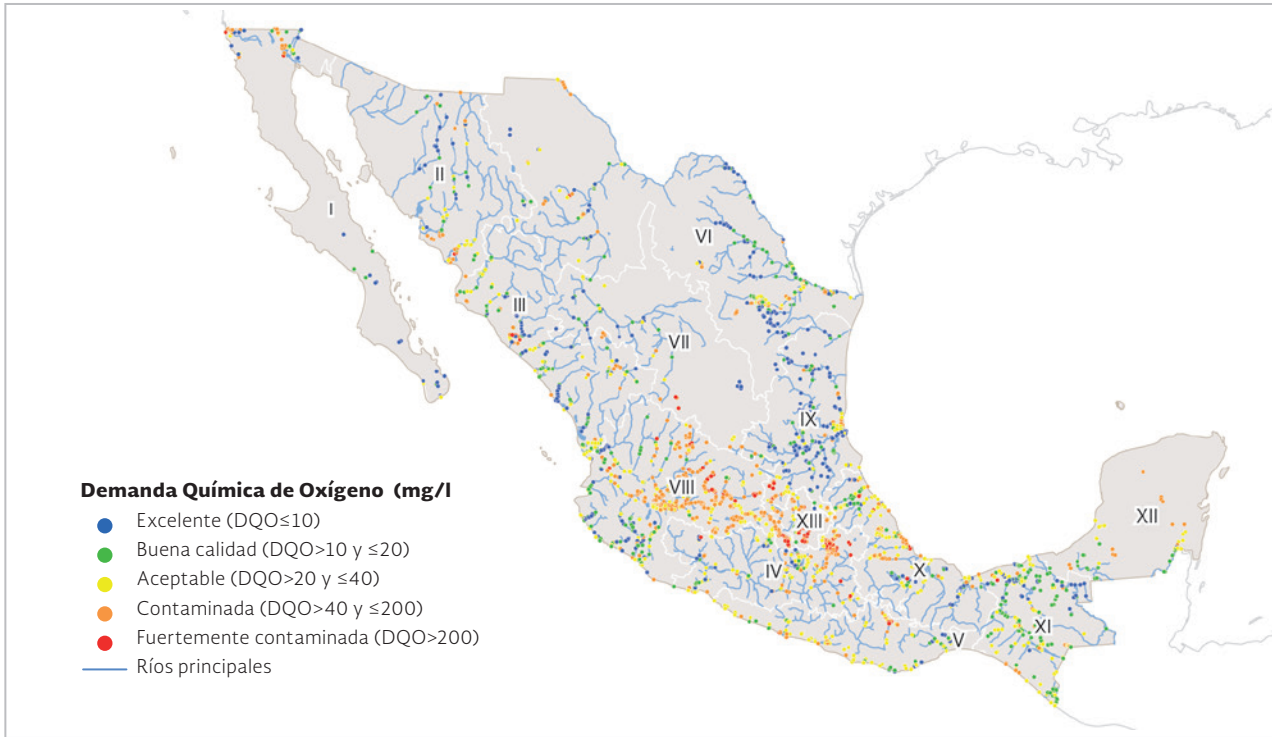 I
II
III
VI
VII
IX
VIII
XIII
IV
X
V
XI
XII
Demanda Química de Oxígeno (mg/l
Excelente (DQO≤10)
Buena calidad (DQO>10 y ≤20)
Aceptable (DQO>20 y ≤40)
Contaminada (DQO>40 y ≤200)
Fuertemente contaminada (DQO>200)
Ríos principales